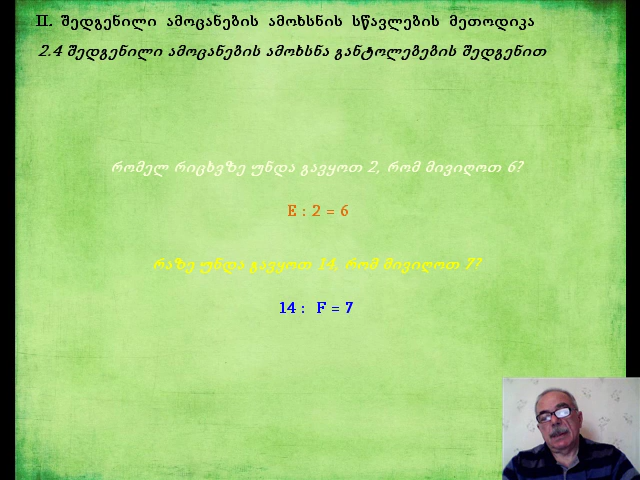 II. შედგენილი ამოცანების ამოხსნის სწავლების მეთოდიკა
2.4 შედგენილი ამოცანების ამოხსნა განტოლებების შედგენით
რომელ რიცხვზე უნდა გავყოთ 2, რომ მივიღოთ 6?
E : 2 = 6
რაზე უნდა გავყოთ 14, რომ მივიღოთ 7?
14 : F = 7